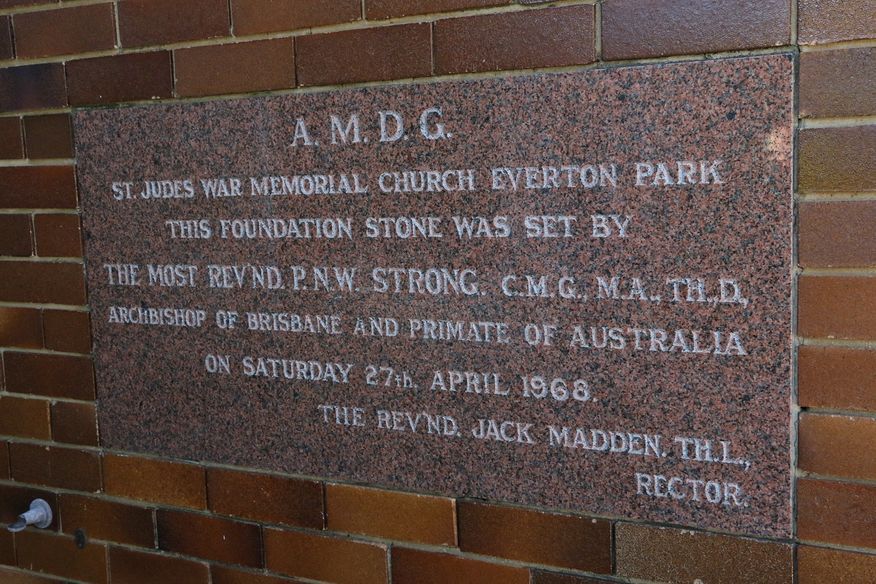 A. M. D. G.
ST. JUDES WAR MEMORIAL CHURCH EVERTON PARK
THIS FOUNDATION STONE WAS SET BY
THE MOST REV'ND. P.N.W. STRONG. C.M.G., M.A., TH.D.,
ARCHBISHOP OF BRISBANE AND PRIMATE OF AUSTRALIA
ON SATURDAY 27th. APRIL 1968.
THE REV'ND. JACK MADDEN. TH.L.,
RECTOR.